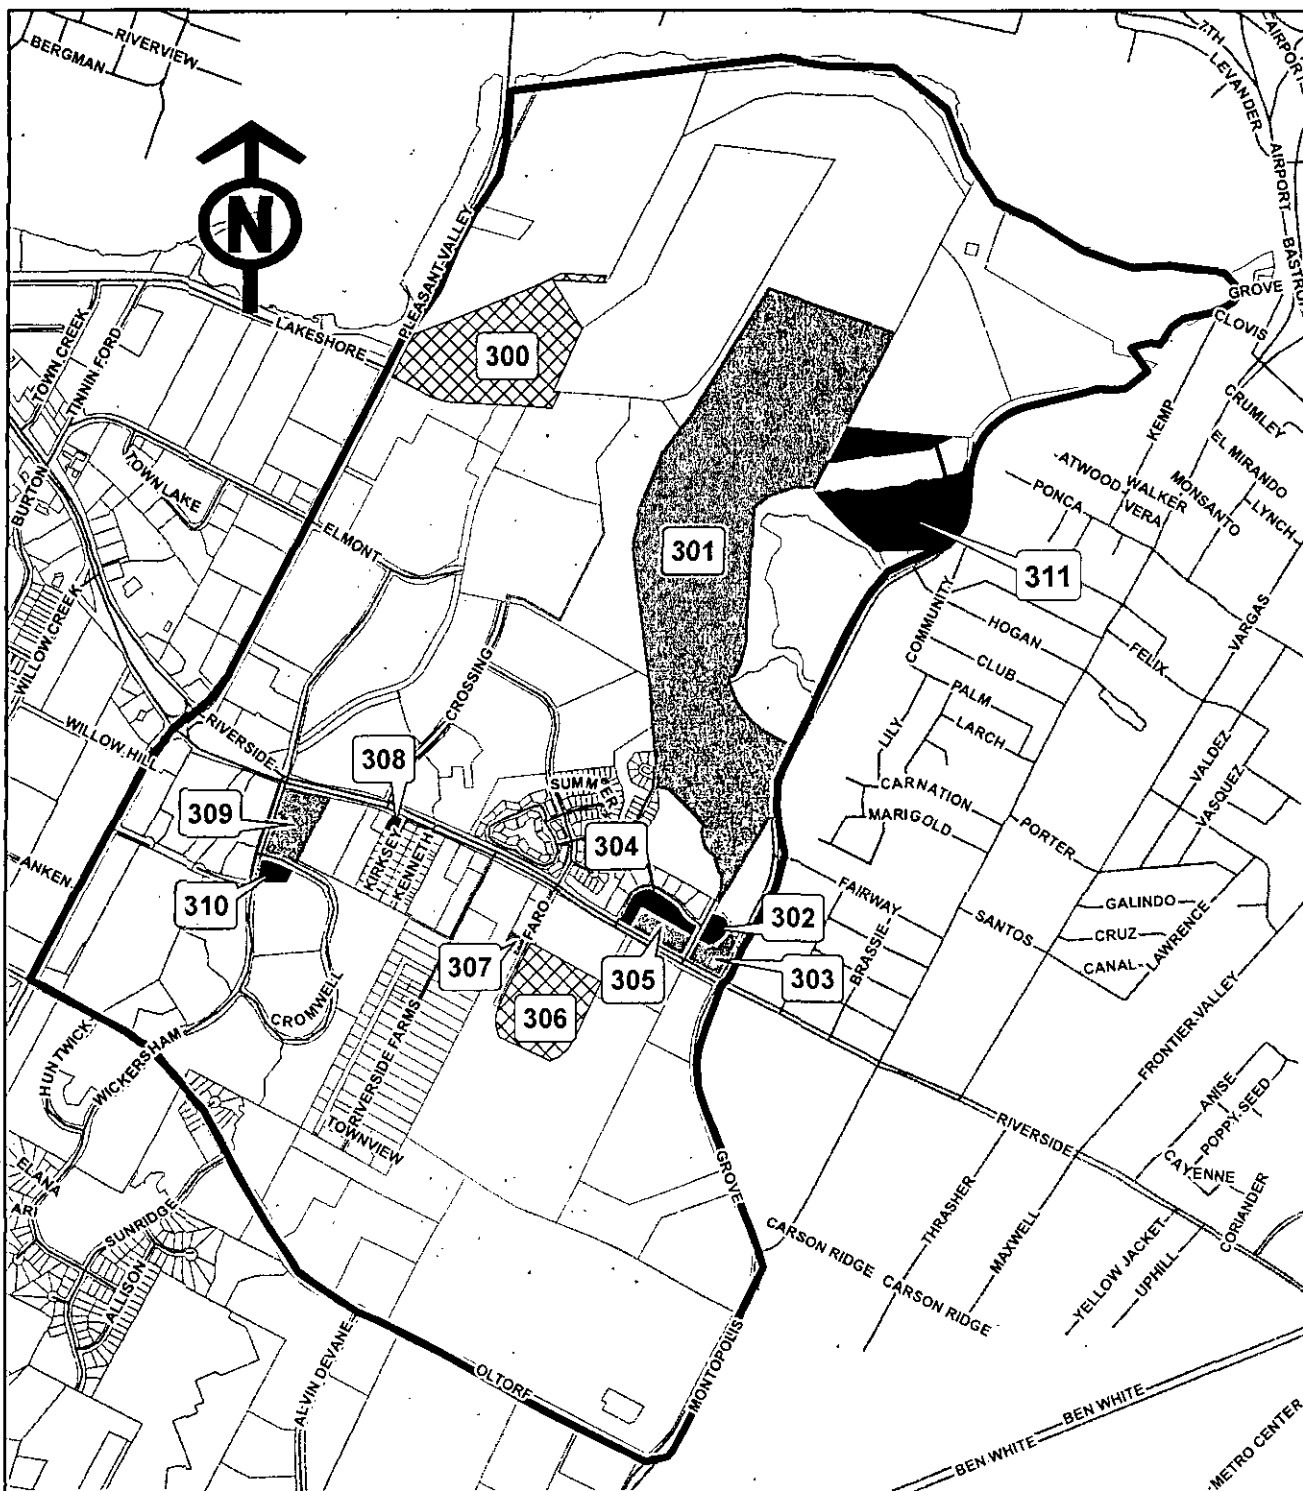 RIVERVIEW
BERGMAN
7TH
LEVANDER
AIRPORT
AIRPORT
BASTROP
N
PLEASANT VALLEY
GROVE
CLOVIS
LAKESHORE
300
TOWN CREEK
TINNIN FORD
KEMP
CRUMLEY
EL MIRANDO
LYNCH
ATWOOD
WALKER
MONSANTO
VERA
PONCA
BURTON
TOWN LAKE
ELMONT
301
311
WILLOW CREEK
COMMUNITY
HOGAN
VARGAS
FELIX
CLUB
PALM
LARCH
LILY
CROSSING
RIVERSIDE
WILLOW HILL
308
SUMMER
VALDEZ
VASQUEZ
CARNATION
MARIGOLD
PORTER
309
304
KIRKSEY
KENNETH
ANKEN
310
FAIRWAY
BRASSIE
SANTOS
GALINDO
CRUZ
CANAL
LAWRENCE
FARO
302
307
305
303
306
CROMWELL
RIVERSIDE FARMS
FRONTIER VALLEY
HUNTWICK
WICKERSHAM
TOWNVIEW
RIVERSIDE
ANISE
POPPY SEED
CAYENNE
CORIANDER
ELANA
ARI
SUNRIDGE
ALLISON
GROVE
THRASHER
MAXWELL
CARSON RIDGE
CARSON RIDGE
YELLOW JACKET
UPHILL
ALVIN DEVANE
OLTORF
MONTOPOLIS
BEN WHITE
BEN WHITE
METRO CENTER